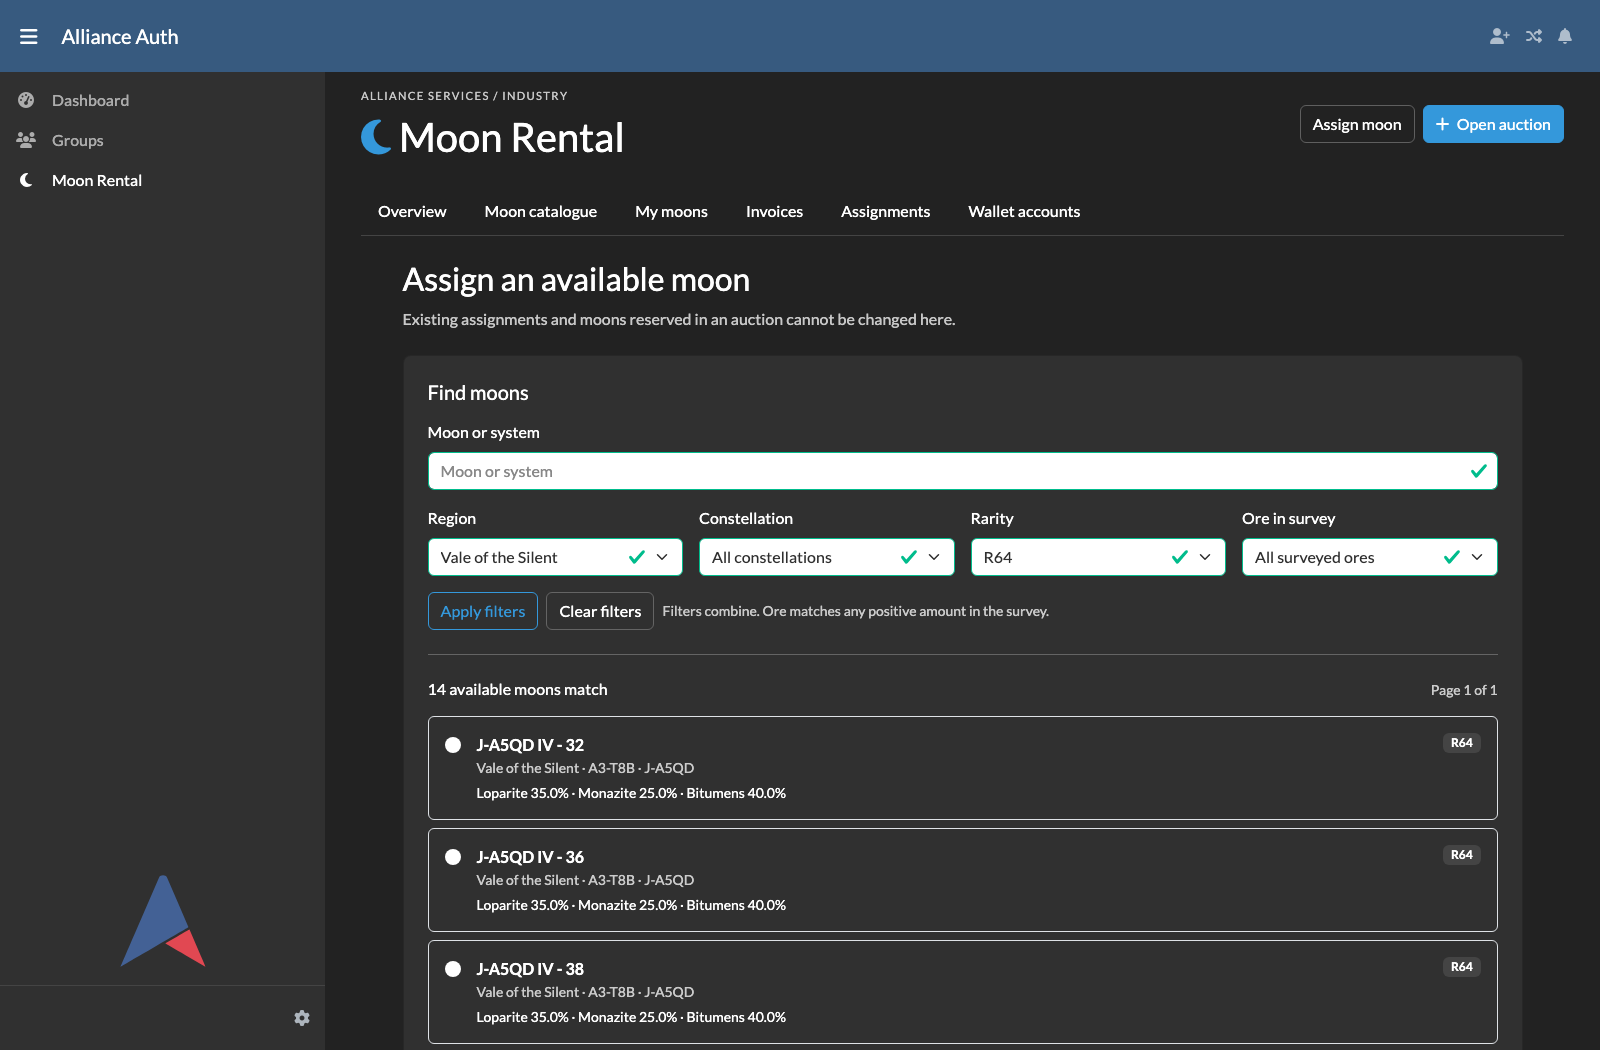 Alliance Auth
Dashboard
Groups
Moon Rental
ALLIANCE SERVICES / INDUSTRY
Moon Rental
Assign moon
Open auction
Overview
Moon catalogue
My moons
Invoices
Assignments
Wallet accounts
Assign an available moon
Existing assignments and moons reserved in an auction cannot be changed here.
Find moons
Moon or system
Moon or system
Region
Constellation
Rarity
Ore in survey
Vale of the Silent
All constellations
R64
All surveyed ores
Apply filters
Clear filters
Filters combine. Ore matches any positive amount in the survey.
14 available moons match
Page 1 of 1
J-A5QD IV - 32
R64
Vale of the Silent · A3-T8B · J-A5QD
Loparite 35.0% · Monazite 25.0% · Bitumens 40.0%
J-A5QD IV - 36
R64
Vale of the Silent · A3-T8B · J-A5QD
Loparite 35.0% · Monazite 25.0% · Bitumens 40.0%
J-A5QD IV - 38
R64
Vale of the Silent · A3-T8B · J-A5QD
Loparite 35.0% · Monazite 25.0% · Bitumens 40.0%